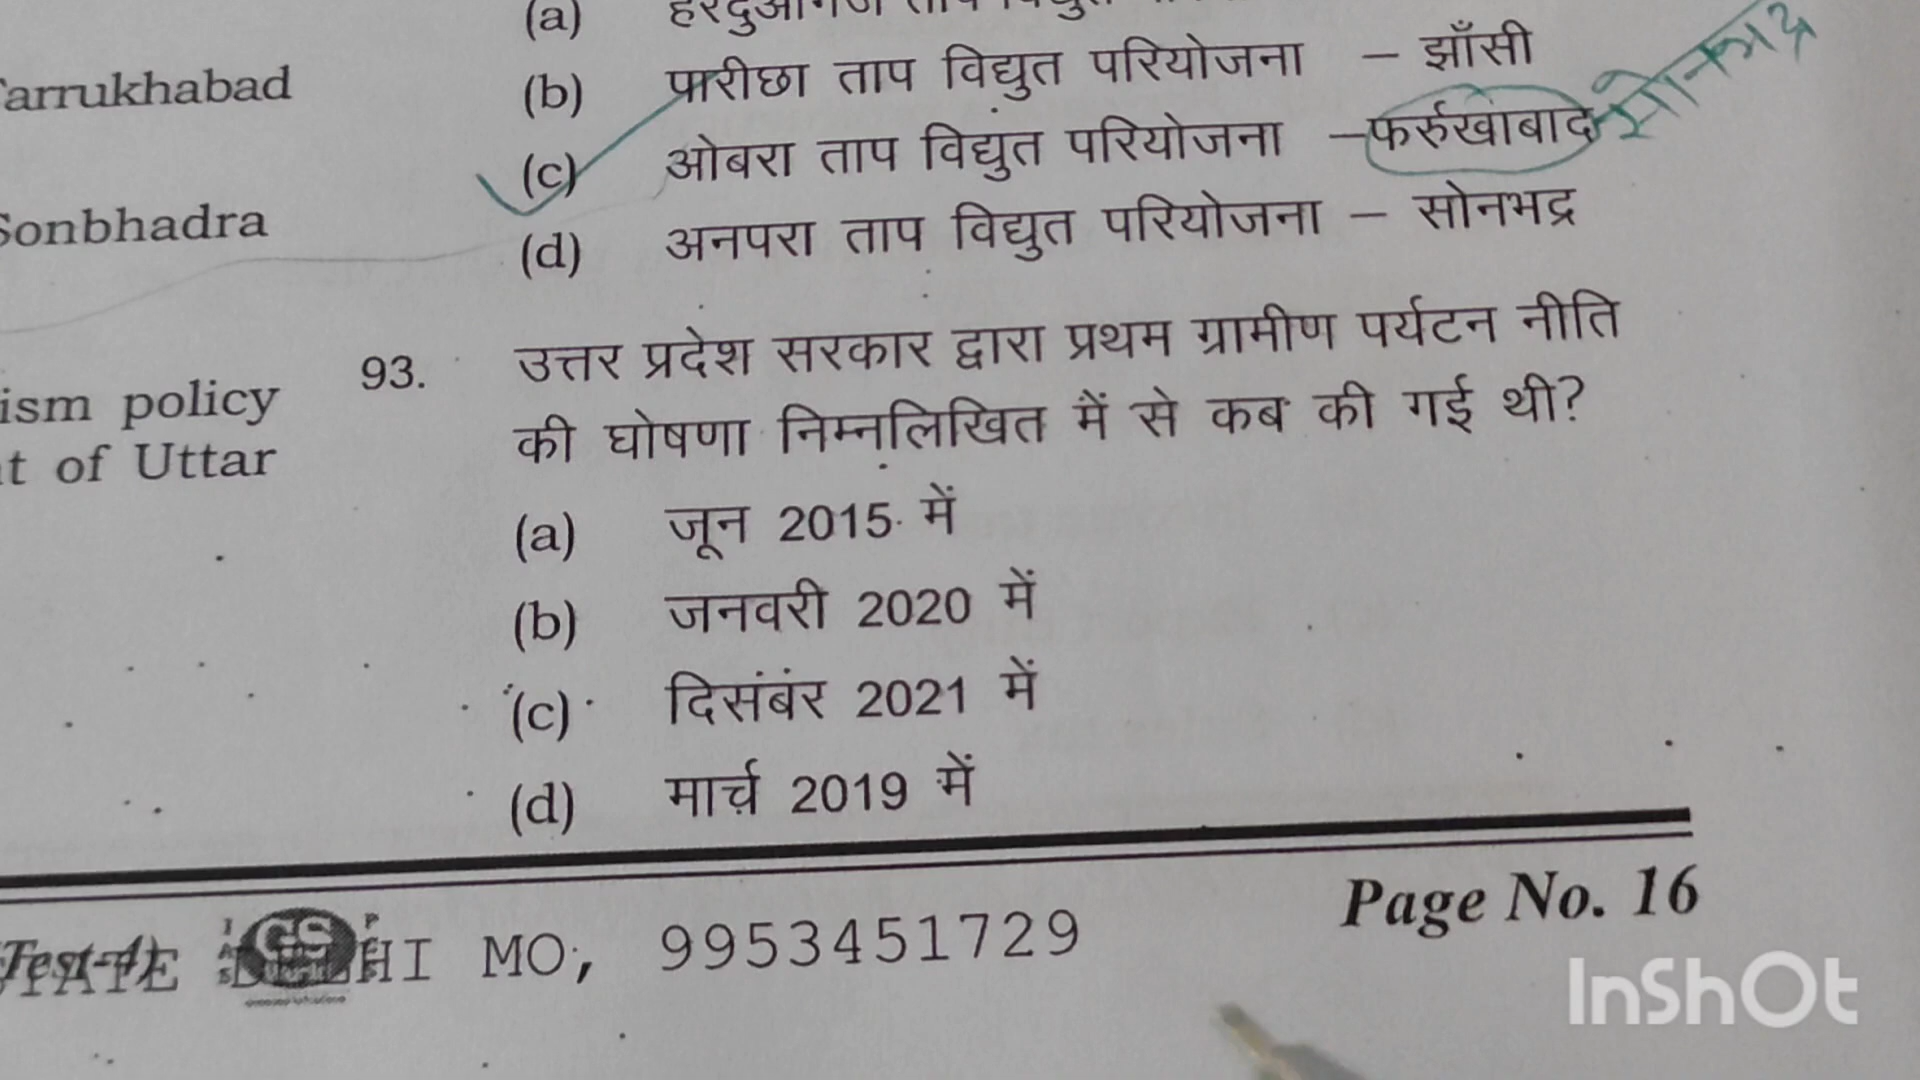 arrukhabad
Sonbhadra
ism policy
t of Uttar
(a)
(b) पारीछा ताप विद्युत परियोजना – झाँसी
(c) ओबरा ताप विद्युत परियोजना –फर्रुखाबाद सोनभद्र
(d) अनपरा ताप विद्युत परियोजना – सोनभद्र
93. उत्तर प्रदेश सरकार द्वारा प्रथम ग्रामीण पर्यटन नीति
की घोषणा निम्नलिखित मैं से कब की गई थी?
(a) जून 2015 में
(b) जनवरी 2020 में
(c) दिसंबंर 2021 में
(d) मार्च 2019 में
Page No. 16
HI MO; 9953451729
InShOt